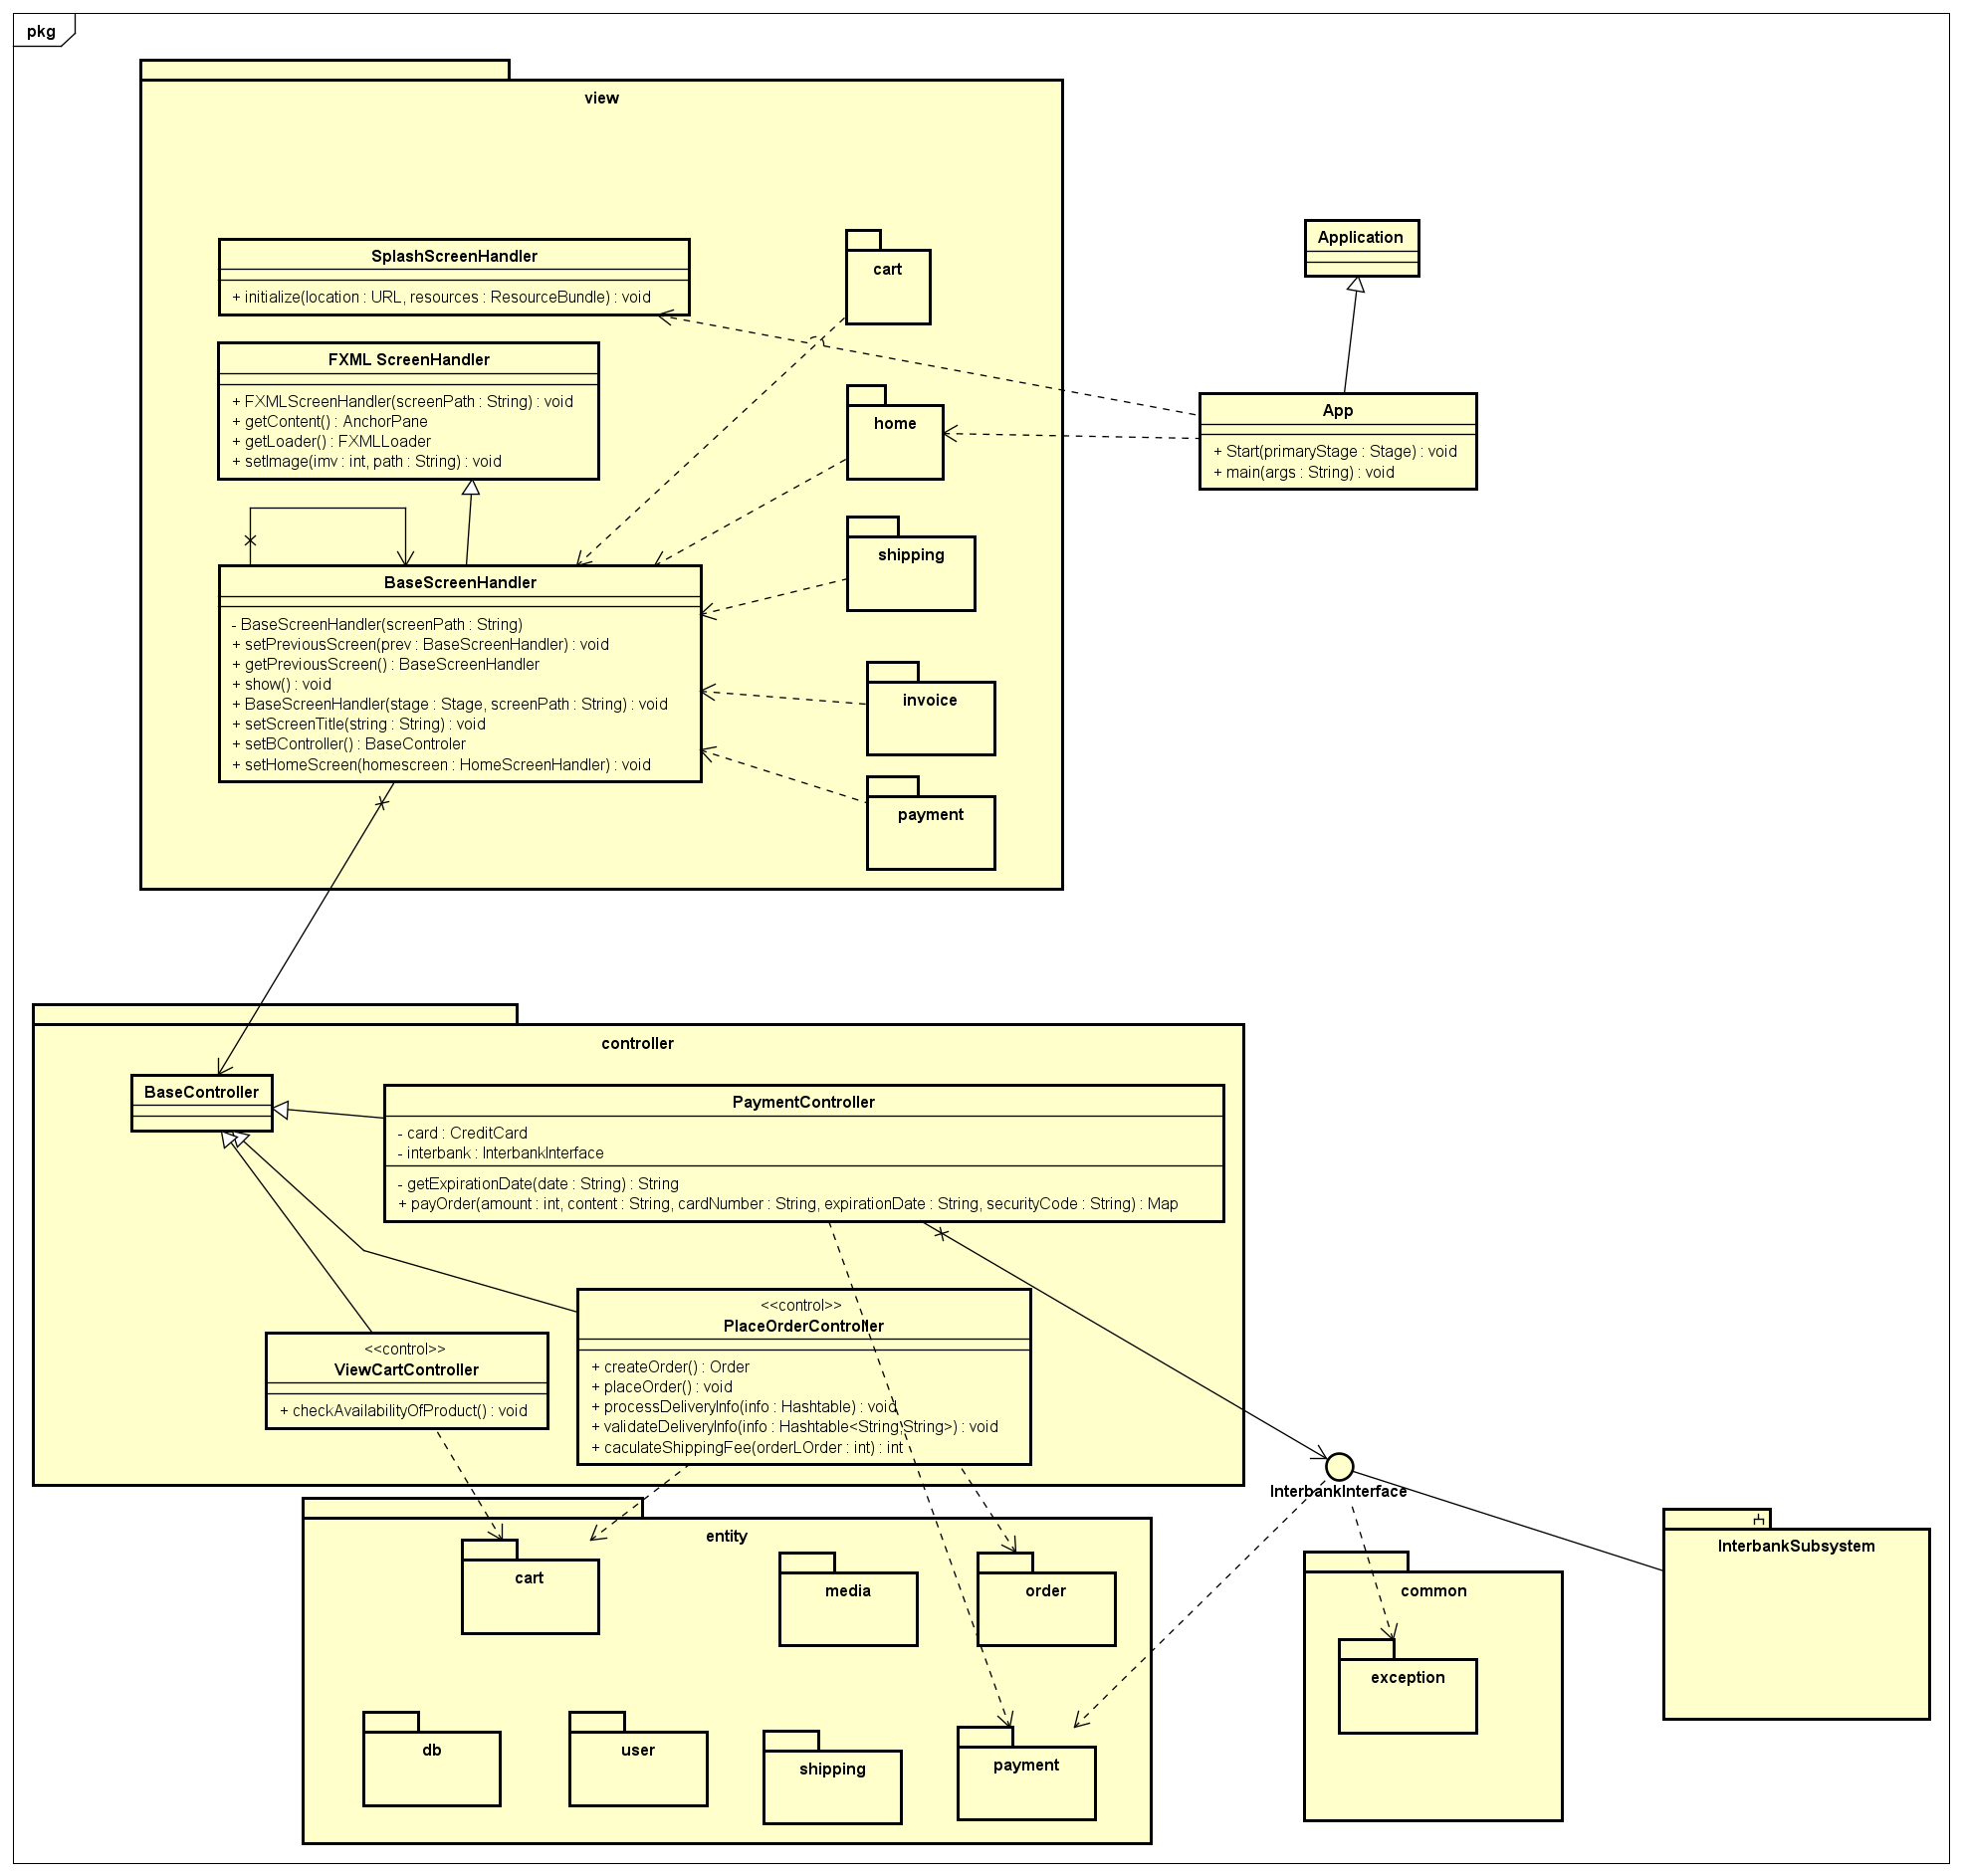 pkg
view
SplashScreenHandler
+ initialize(location : URL, resources : ResourceBundle) : void
FXML ScreenHandler
+ FXMLScreenHandler(screenPath : String) : void
+ getContent() : AnchorPane
+ getLoader() : FXMLLoader
+ setImage(imv : int, path : String) : void
BaseScreenHandler
- BaseScreenHandler(screenPath : String)
+ setPreviousScreen(prev : BaseScreenHandler) : void
+ getPreviousScreen() : BaseScreenHandler
+ show() : void
+ BaseScreenHandler(stage : Stage, screenPath : String) : void
+ setScreenTitle(string : String) : void
+ setBController() : BaseControler
+ setHomeScreen(homescreen : HomeScreenHandler) : void
cart
home
shipping
invoice
payment
Application
App
+ Start(primaryStage : Stage) : void
+ main(args : String) : void
controller
BaseController
PaymentController
- card : CreditCard
- interbank : InterbankInterface
- getExpirationDate(date : String) : String
+ payOrder(amount : int, content : String, cardNumber : String, expirationDate : String, securityCode : String) : Map
<<control>>
ViewCartController
+ checkAvailabilityOfProduct() : void
<<control>>
PlaceOrderController
+ createOrder() : Order
+ placeOrder() : void
+ processDeliveryInfo(info : Hashtable) : void
+ validateDeliveryInfo(info : Hashtable<String,String>) : void
+ caculateShippingFee(orderLOrder : int) : int
InterbankInterface
entity
cart
media
order
db
user
shipping
payment
common
exception
InterbankSubsystem